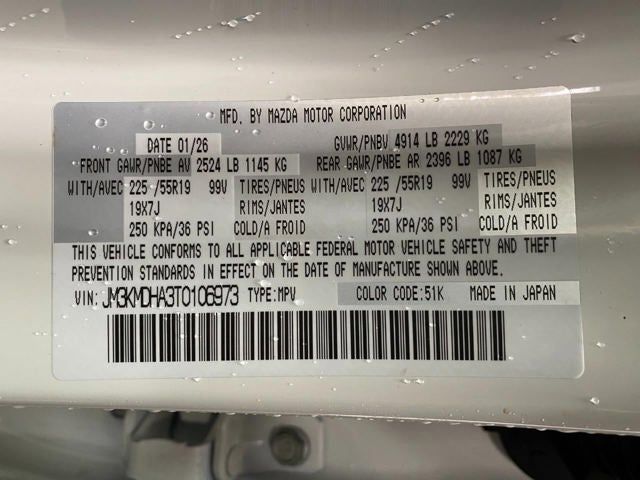 MFD. BY MAZDA MOTOR CORPORATION
DATE 01/26 GVWR/PNBV 4914 LB 2229 KG
FRONT GAWR/PNBE AV 2524 LB 1145 KG REAR GAWR/PNBE AR 2396 LB 1087 KG
WITH/AVEC 225 /55R19 99V TIRES/PNEUS WITH/AVEC 225 /55R19 99V TIRES/PNEUS
19X7J RIMS/JANTES 19X7J RIMS/JANTES
250 KPA/36 PSI COLD/A FROID 250 KPA/36 PSI COLD/A FROID
THIS VEHICLE CONFORMS TO ALL APPLICABLE FEDERAL MOTOR VEHICLE SAFETY AND THEFT
PREVENTION STANDARDS IN EFFECT ON THE DATE OF MANUFACTURE SHOWN ABOVE.
VIN: JM3KMDHA3T0106973 TYPE:MPV COLOR CODE:51K MADE IN JAPAN